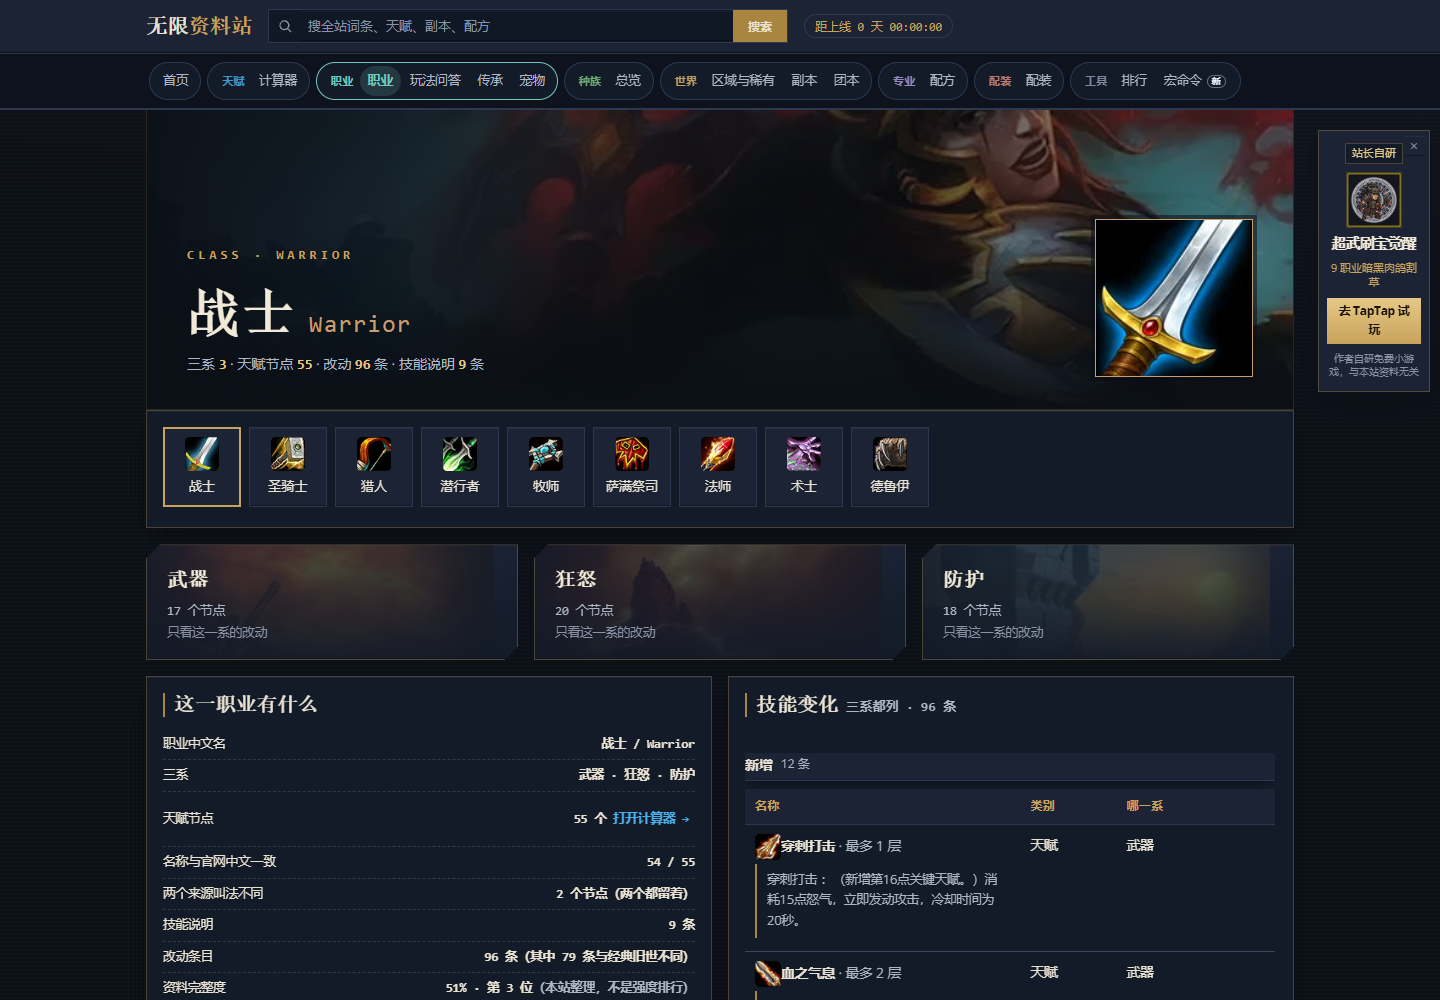 无限资料站
搜全站词条、天赋、副本、配方
搜索
距上线 0 天 00:00:00
首页
天赋 计算器
职业 职业 玩法问答 传承 宠物
种族 总览
世界 区域与稀有 副本 团本
专业 配方
配装 配装
工具 排行 宏命令 新
CLASS · WARRIOR
战士 Warrior
三系 3 · 天赋节点 55 · 改动 96 条 · 技能说明 9 条
站长自研 ×
超武刷宝觉醒
9 职业暗黑肉鸽割
草
去 TapTap 试
玩
作者自研免费小游
戏，与本站资料无关
战士 圣骑士 猎人 潜行者 牧师 萨满祭司 法师 术士 德鲁伊
武器
17 个节点
只看这一系的改动
狂怒
20 个节点
只看这一系的改动
防护
18 个节点
只看这一系的改动
这一职业有什么
职业中文名 战士 / Warrior
三系 武器 · 狂怒 · 防护
天赋节点 55 个 打开计算器 →
名称与官网中文一致 54 / 55
两个来源叫法不同 2 个节点（两个都留着）
技能说明 9 条
改动条目 96 条（其中 79 条与经典旧世不同）
资料完整度 51% · 第 3 位（本站整理，不是强度排行）
技能变化 三系都列 · 96 条
新增 12 条
名称 类别 哪一系
穿刺打击 · 最多 1 层 天赋 武器
穿刺打击： （新增第16点关键天赋。）消
耗15点怒气，立即发动攻击，冷却时间为
20秒。
血之气息 · 最多 2 层 天赋 武器